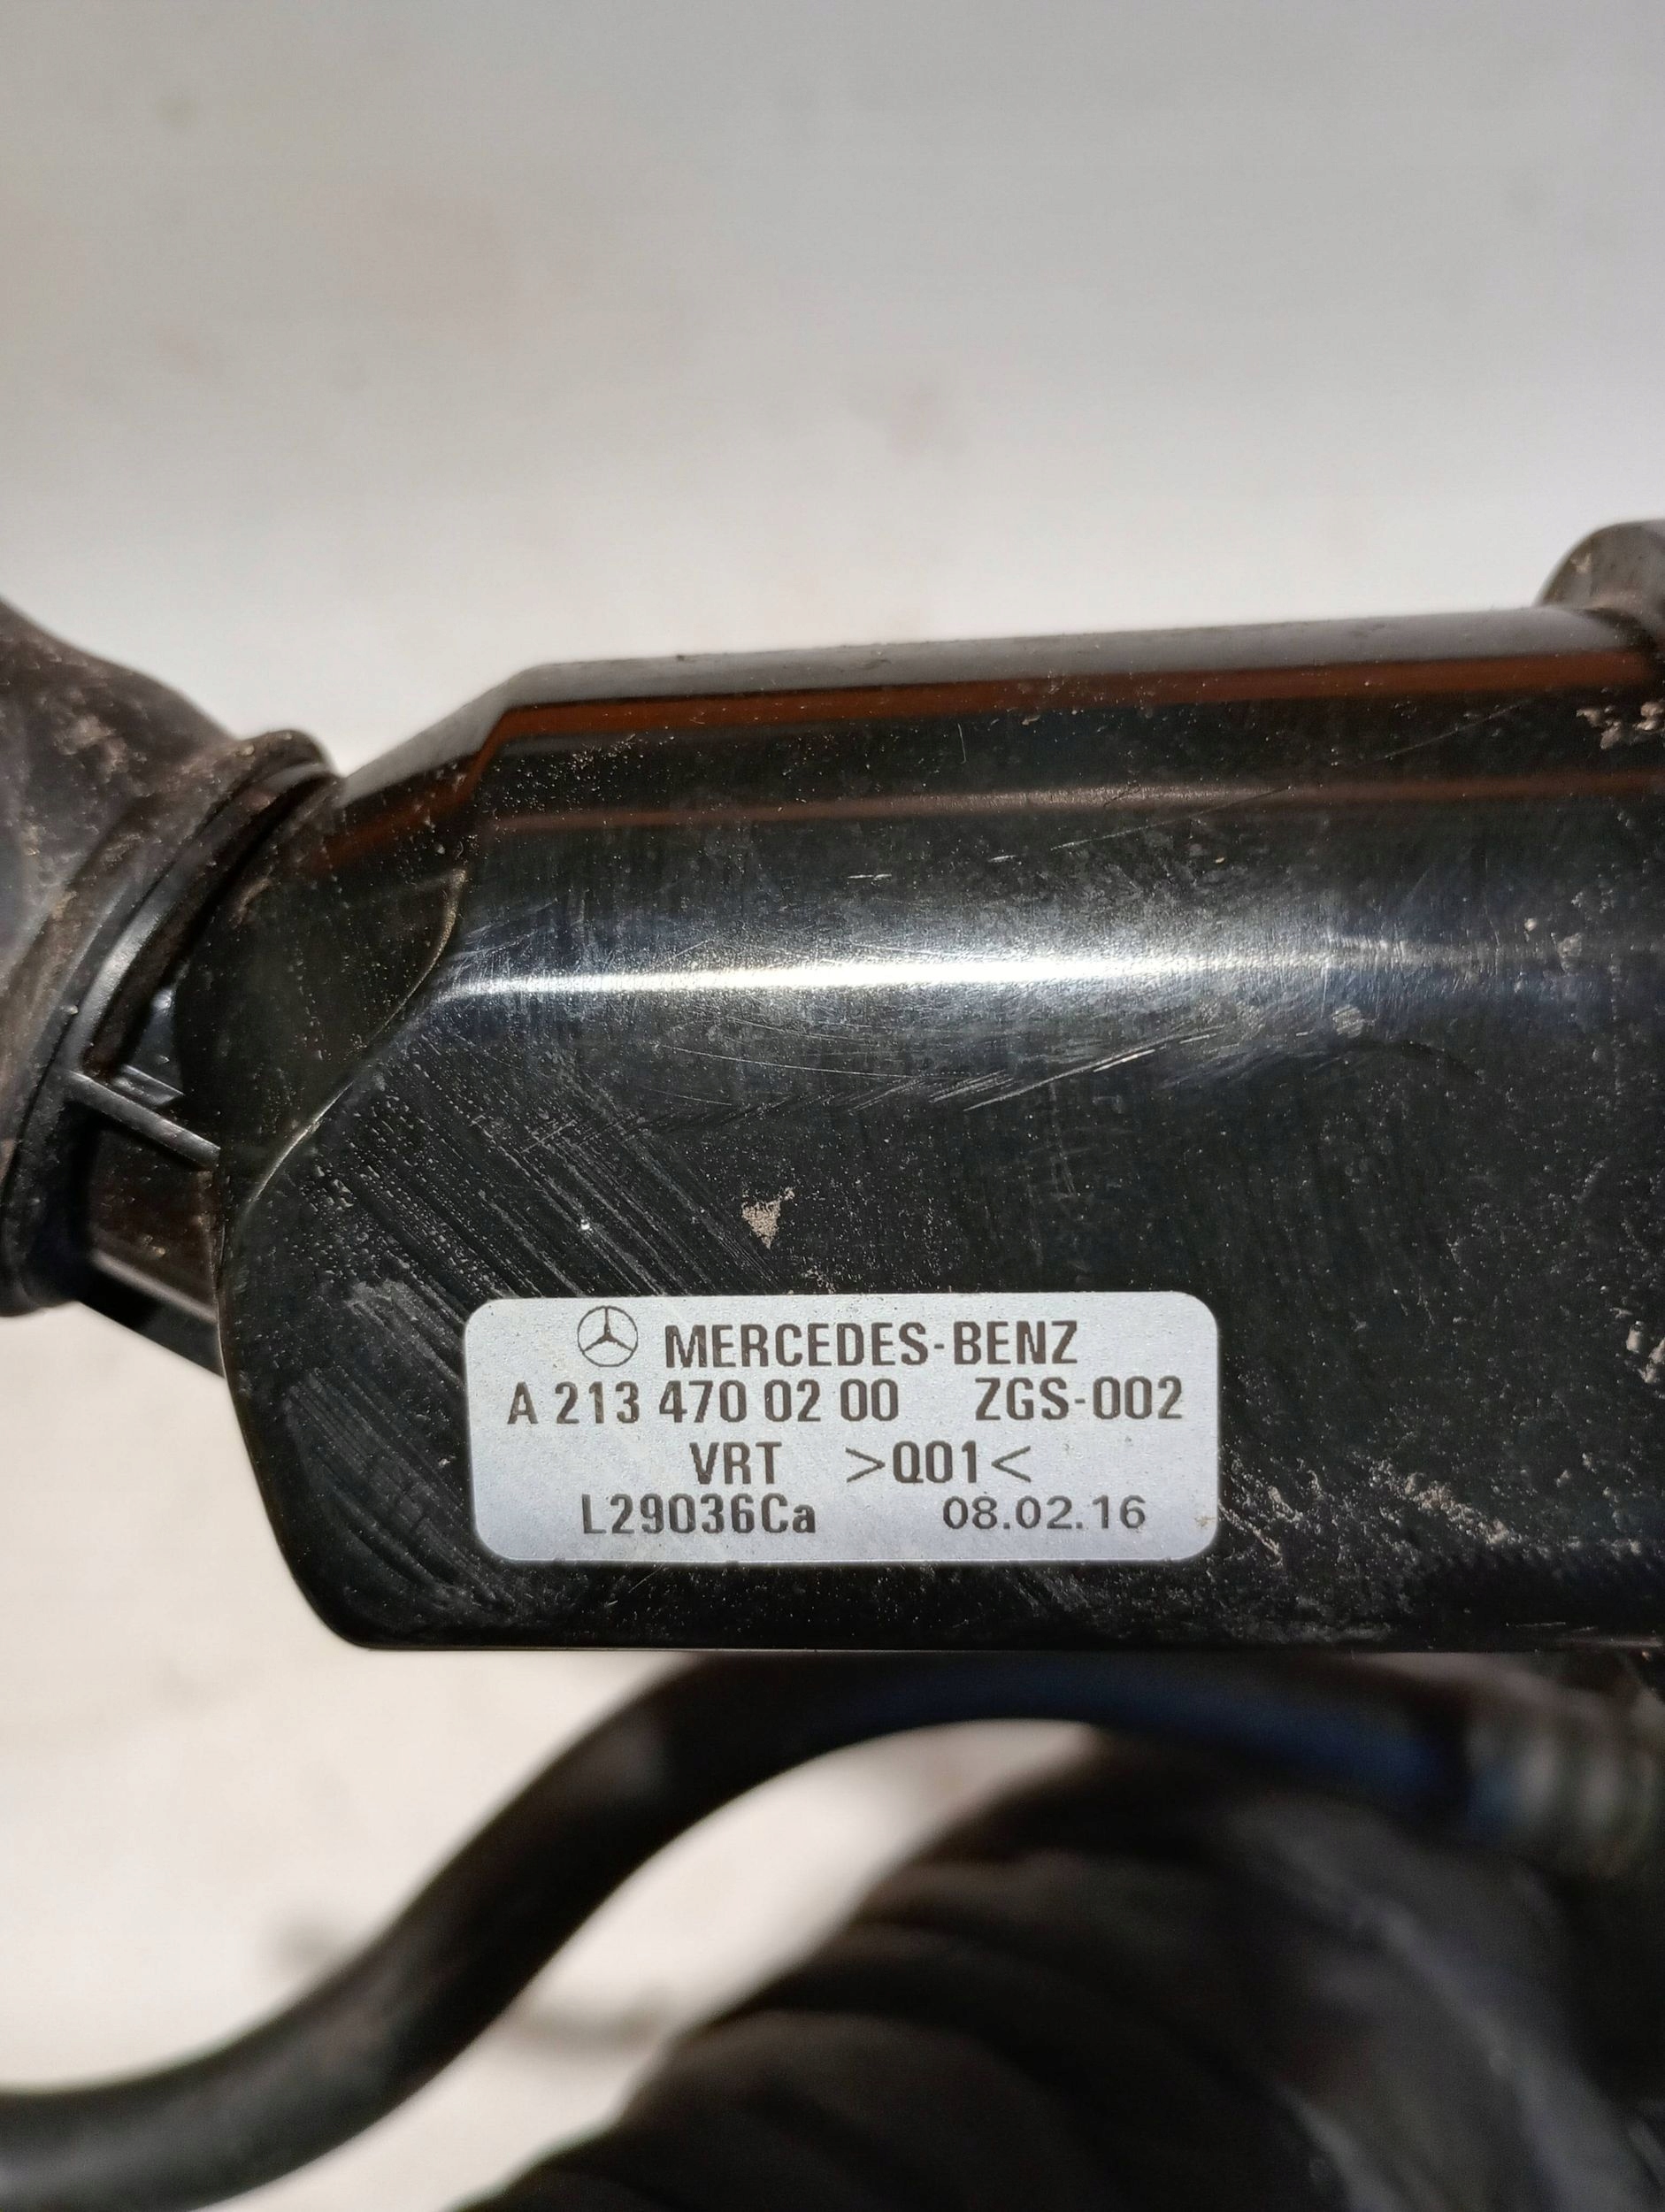 MERCEDES-BENZ
A 213 470 02 00 ZGS-002
VRT >Q01<
L29036Ca 08.02.16